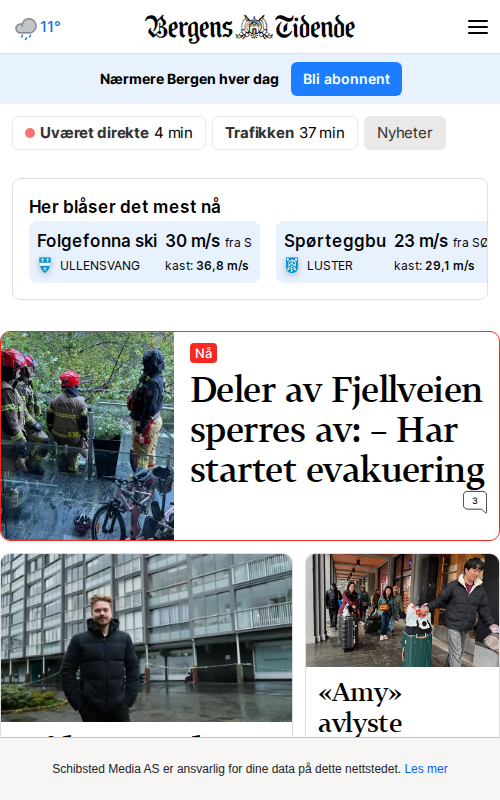 11°
Bergens Tidende
Nærmere Bergen hver dag
Bli abonnent
Uværet direkte 4 min
Trafikken 37 min
Nyheter
Her blåser det mest nå
Folgefonna ski 30 m/s fra S
ULLENSVANG kast: 36,8 m/s
Spørteggbu 23 m/s fra SØ
LUSTER kast: 29,1 m/s
Nå
Deler av Fjellveien
sperres av: – Har
startet evakuering
3
«Amy»
avlyste
Schibsted Media AS er ansvarlig for dine data på dette nettstedet. Les mer